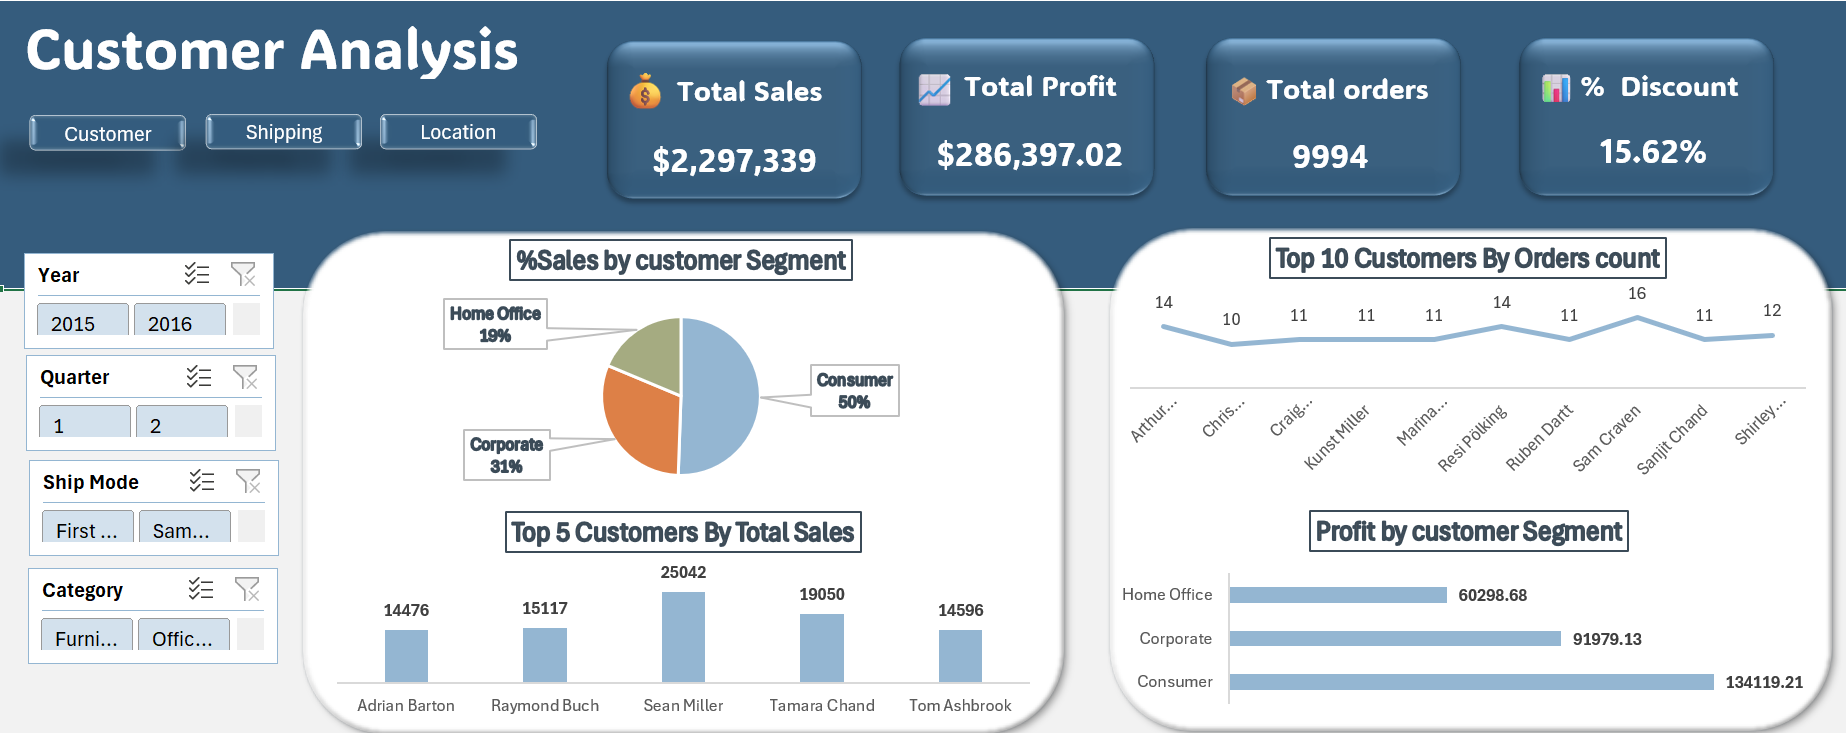 Customer Analysis
Customer
Shipping
Location
Total Sales
$2,297,339
Total Profit
$286,397.02
Total orders
9994
% Discount
15.62%
Year
2015
2016
Quarter
1
2
Ship Mode
First ...
Sam...
Category
Furni...
Offic...
%Sales by customer Segment
Home Office
19%
Consumer
50%
Corporate
31%
Top 5 Customers By Total Sales
14476
15117
25042
19050
14596
Adrian Barton
Raymond Buch
Sean Miller
Tamara Chand
Tom Ashbrook
Top 10 Customers By Orders count
14
10
11
11
11
14
11
16
11
12
Arthur...
Chris...
Craig...
Kunst Miller
Marina...
Resi Pölking
Ruben Dartt
Sam Craven
Sanjit Chand
Shirley...
Profit by customer Segment
Home Office
60298.68
Corporate
91979.13
Consumer
134119.21